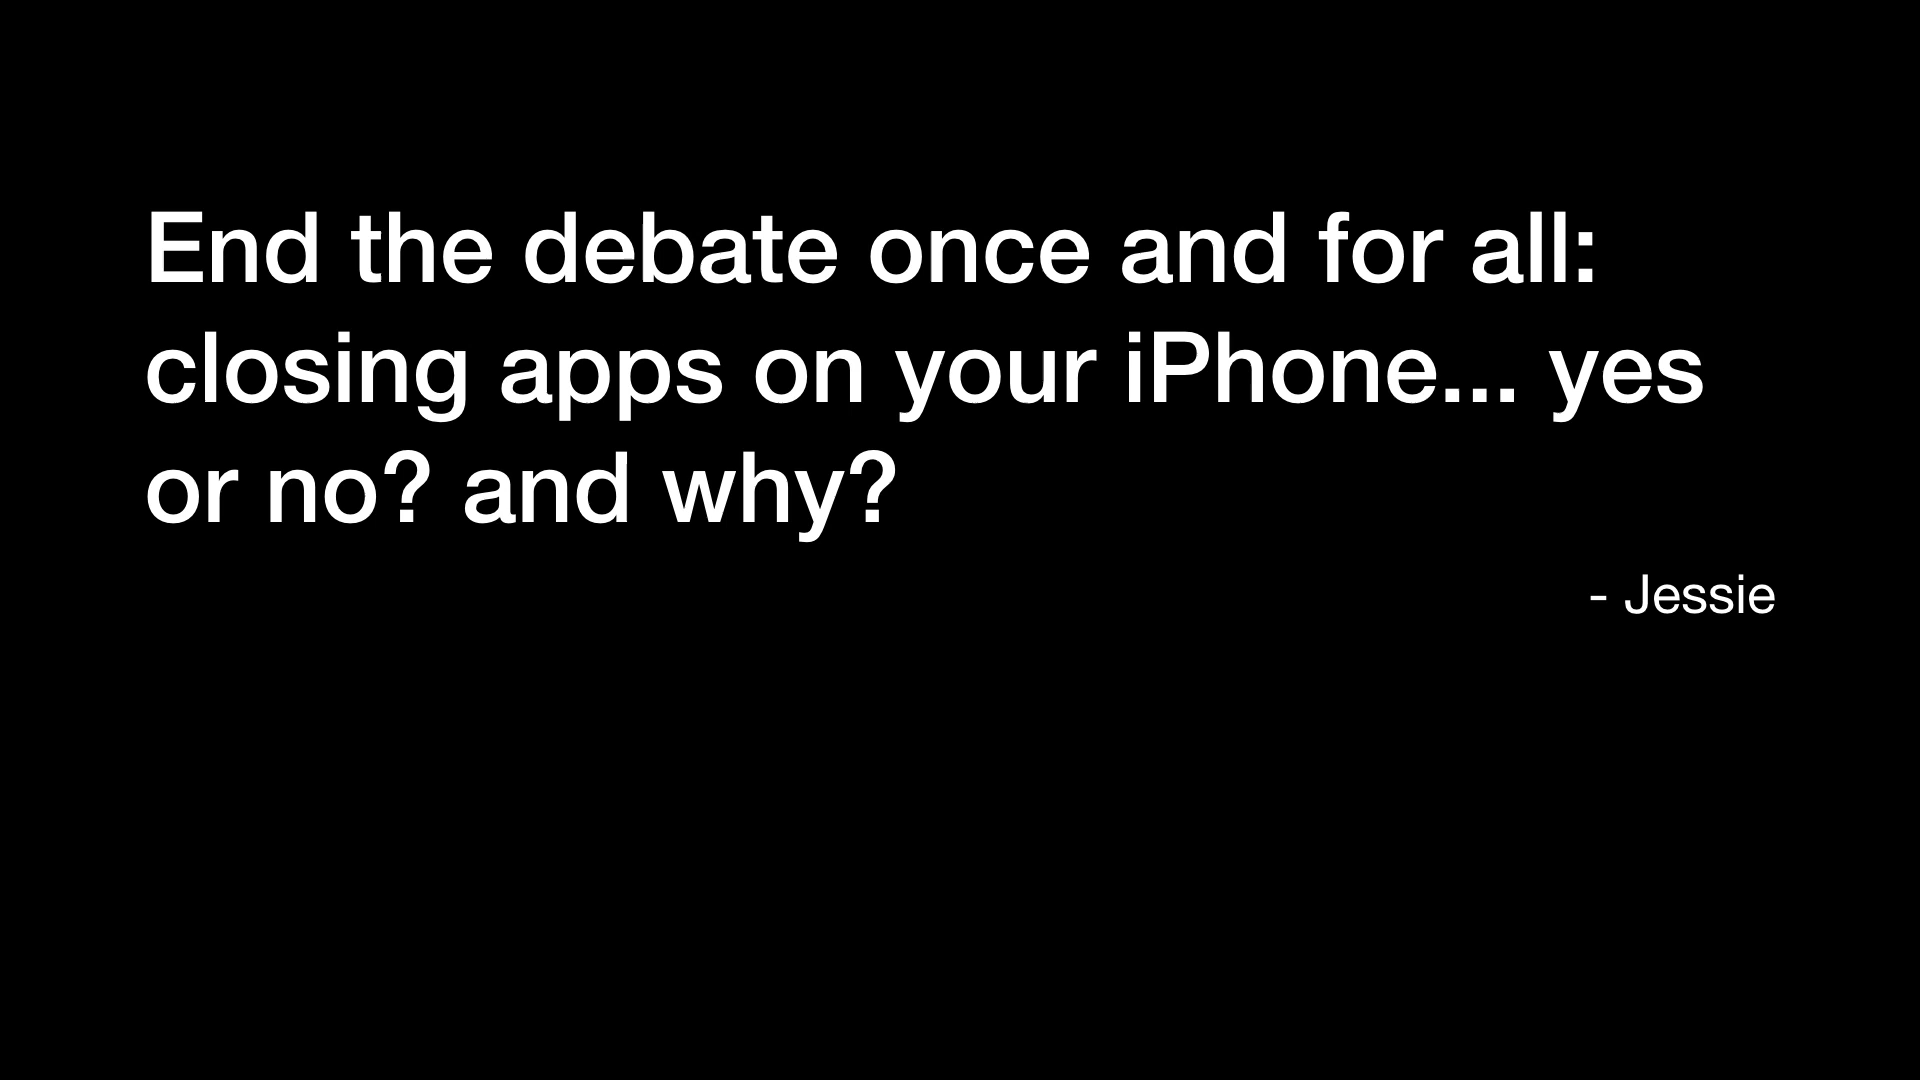 End the debate once and for all:
closing apps on your iPhone... yes
or no? and why?
- Jessie